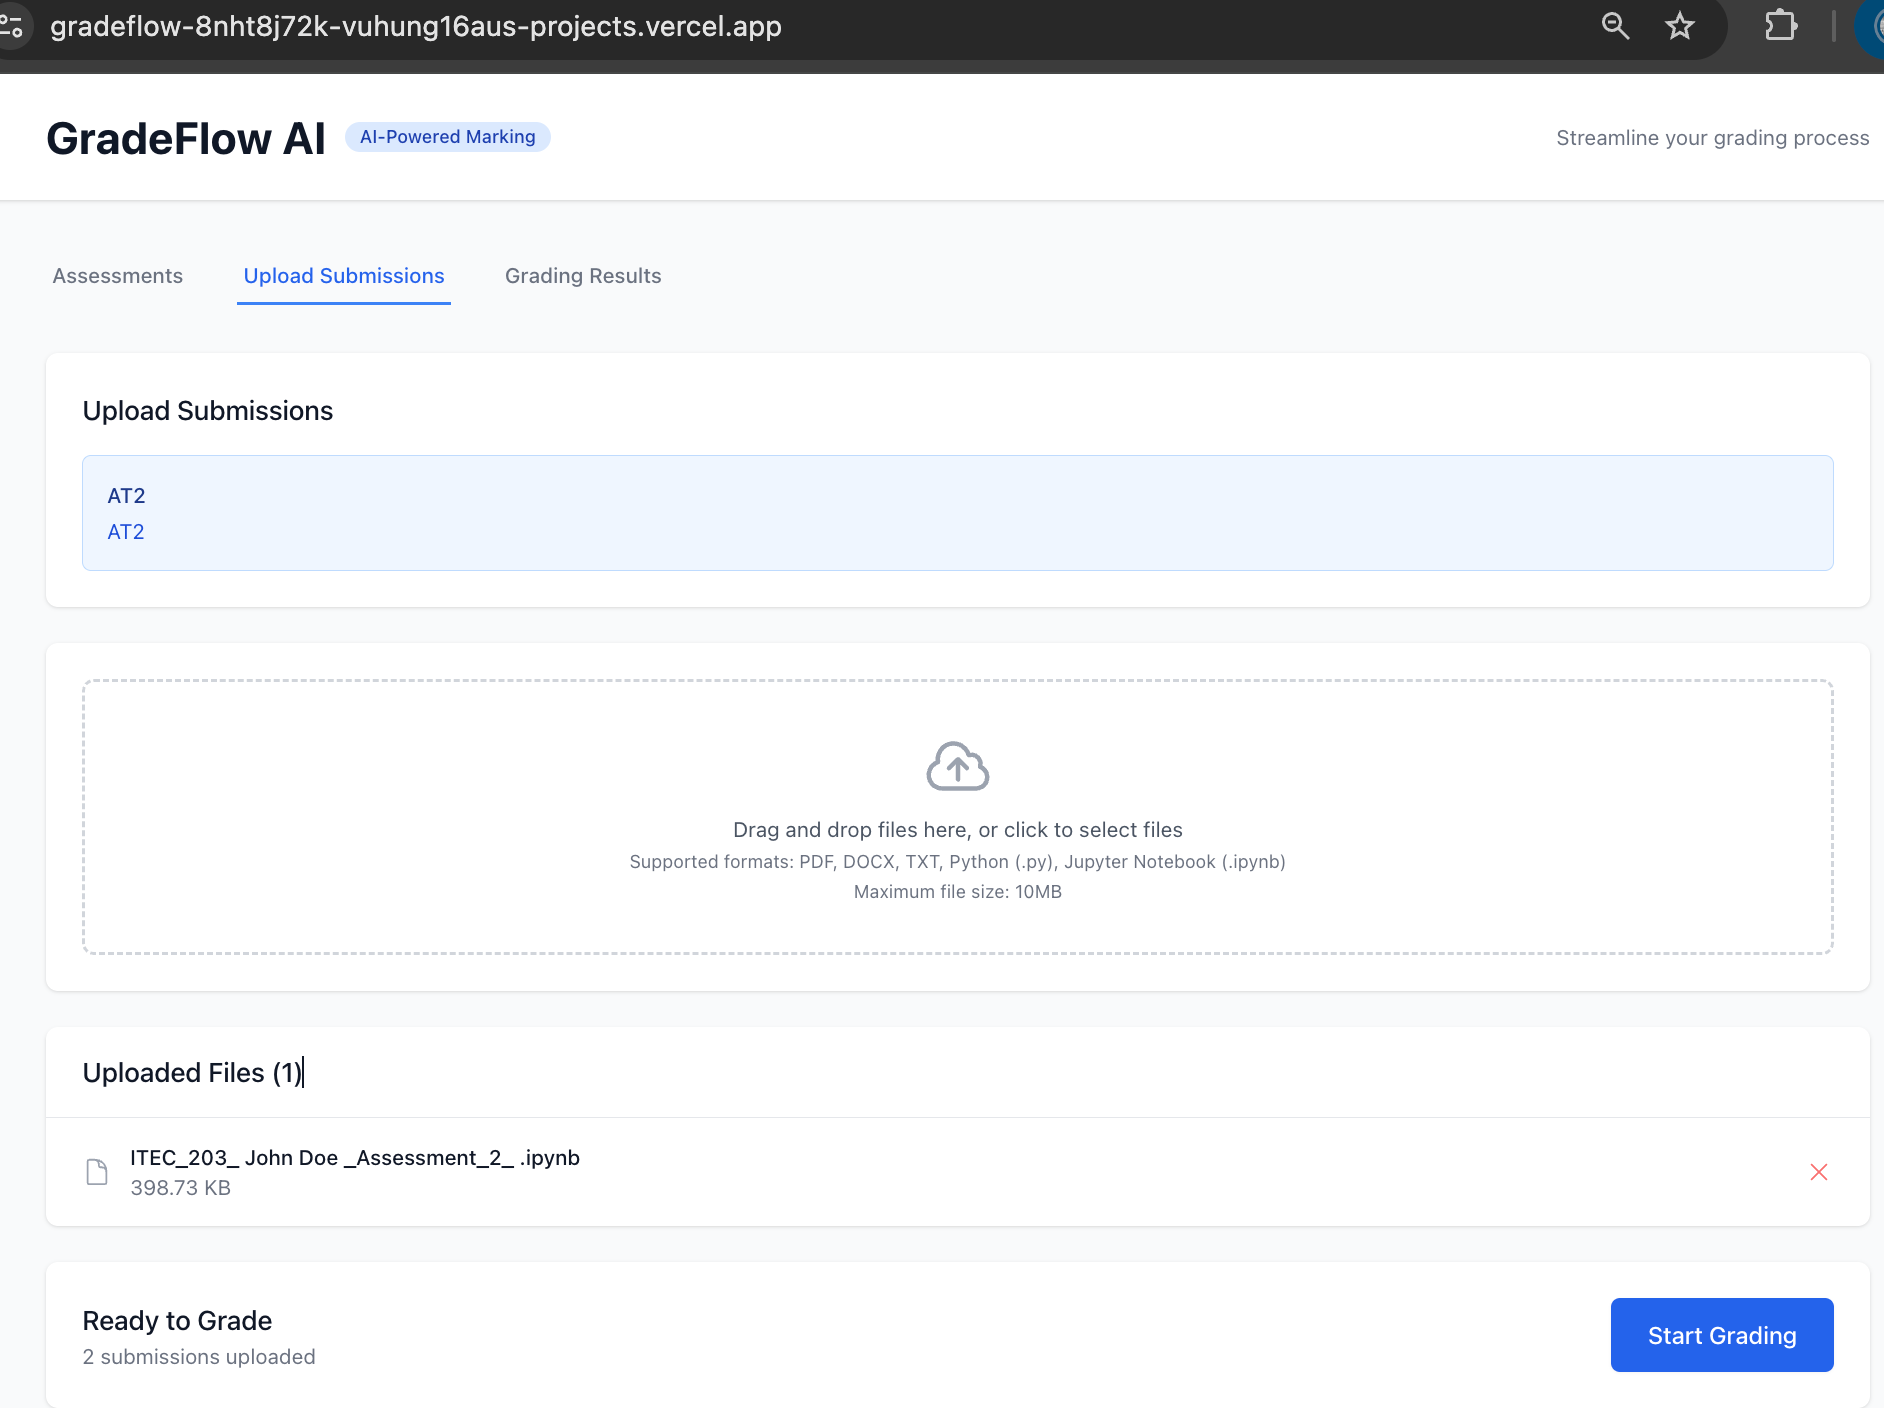 gradeflow-8nht8j72k-vuhung16aus-projects.vercel.app
GradeFlow AI
AI-Powered Marking
Streamline your grading process
Assessments
Upload Submissions
Grading Results
Upload Submissions
AT2
AT2
Drag and drop files here, or click to select files
Supported formats: PDF, DOCX, TXT, Python (.py), Jupyter Notebook (.ipynb)
Maximum file size: 10MB
Uploaded Files (1)
ITEC_203_ John Doe _Assessment_2_ .ipynb
398.73 KB
Ready to Grade
2 submissions uploaded
Start Grading